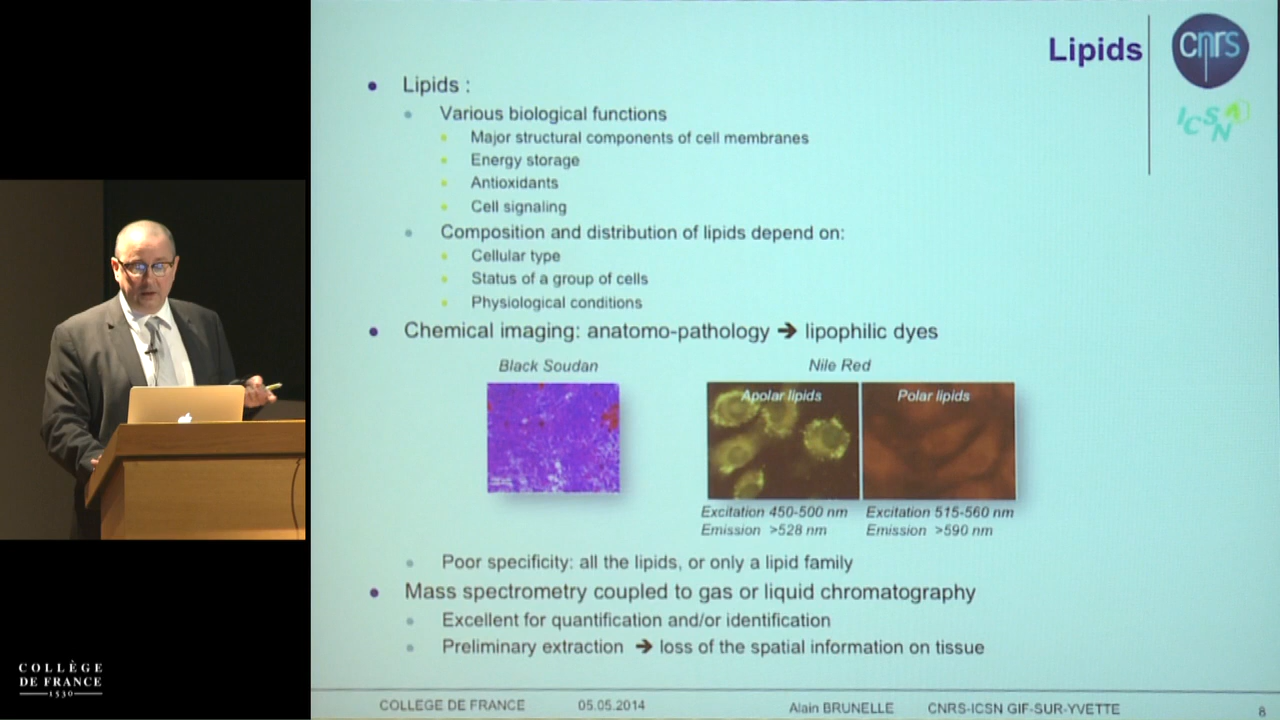 Lipids
cnrs
ICSN
Lipids :
Various biological functions
Major structural components of cell membranes
Energy storage
Antioxidants
Cell signaling
Composition and distribution of lipids depend on:
Cellular type
Status of a group of cells
Physiological conditions
Chemical imaging: anatomo-pathology ➔ lipophilic dyes
Black Soudan
Nile Red
Apolar lipids
Polar lipids
Excitation 450-500 nm
Emission >528 nm
Excitation 515-560 nm
Emission >590 nm
Poor specificity: all the lipids, or only a lipid family
Mass spectrometry coupled to gas or liquid chromatography
Excellent for quantification and/or identification
Preliminary extraction ➔ loss of the spatial information on tissue
COLLEGE DE FRANCE 05.05.2014 Alain BRUNELLE CNRS-ICSN GIF-SUR-YVETTE 8
COLLÈGE
DE FRANCE
1530